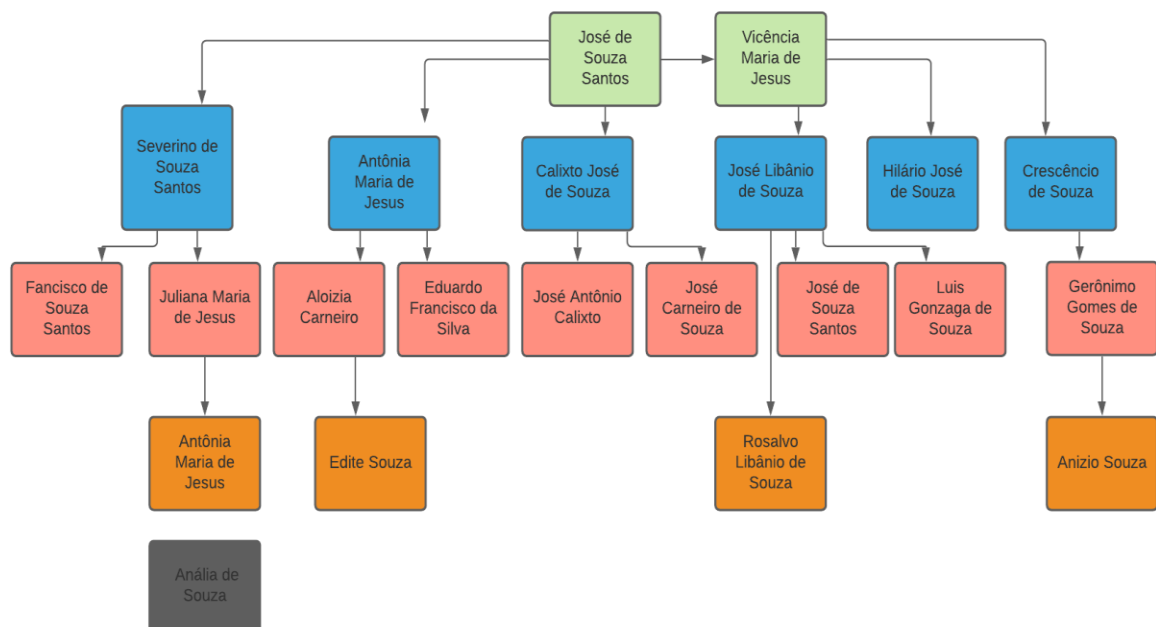 José de
Souza
Santos
Vicência
Maria de
Jesus
Severino de
Souza
Santos
Antônia
Maria de
Jesus
Calixto José
de Souza
José Libânio
de Souza
Hilário José
de Souza
Crescêncio
de Souza
Fancisco de
Souza
Santos
Juliana Maria
de Jesus
Aloizia
Carneiro
Eduardo
Francisco da
Silva
José Antônio
Calixto
José
Carneiro de
Souza
José de
Souza
Santos
Luis
Gonzaga de
Souza
Gerônimo
Gomes de
Souza
Antônia
Maria de
Jesus
Edite Souza
Rosalvo
Libânio de
Souza
Anizio Souza
Anália de
Souza